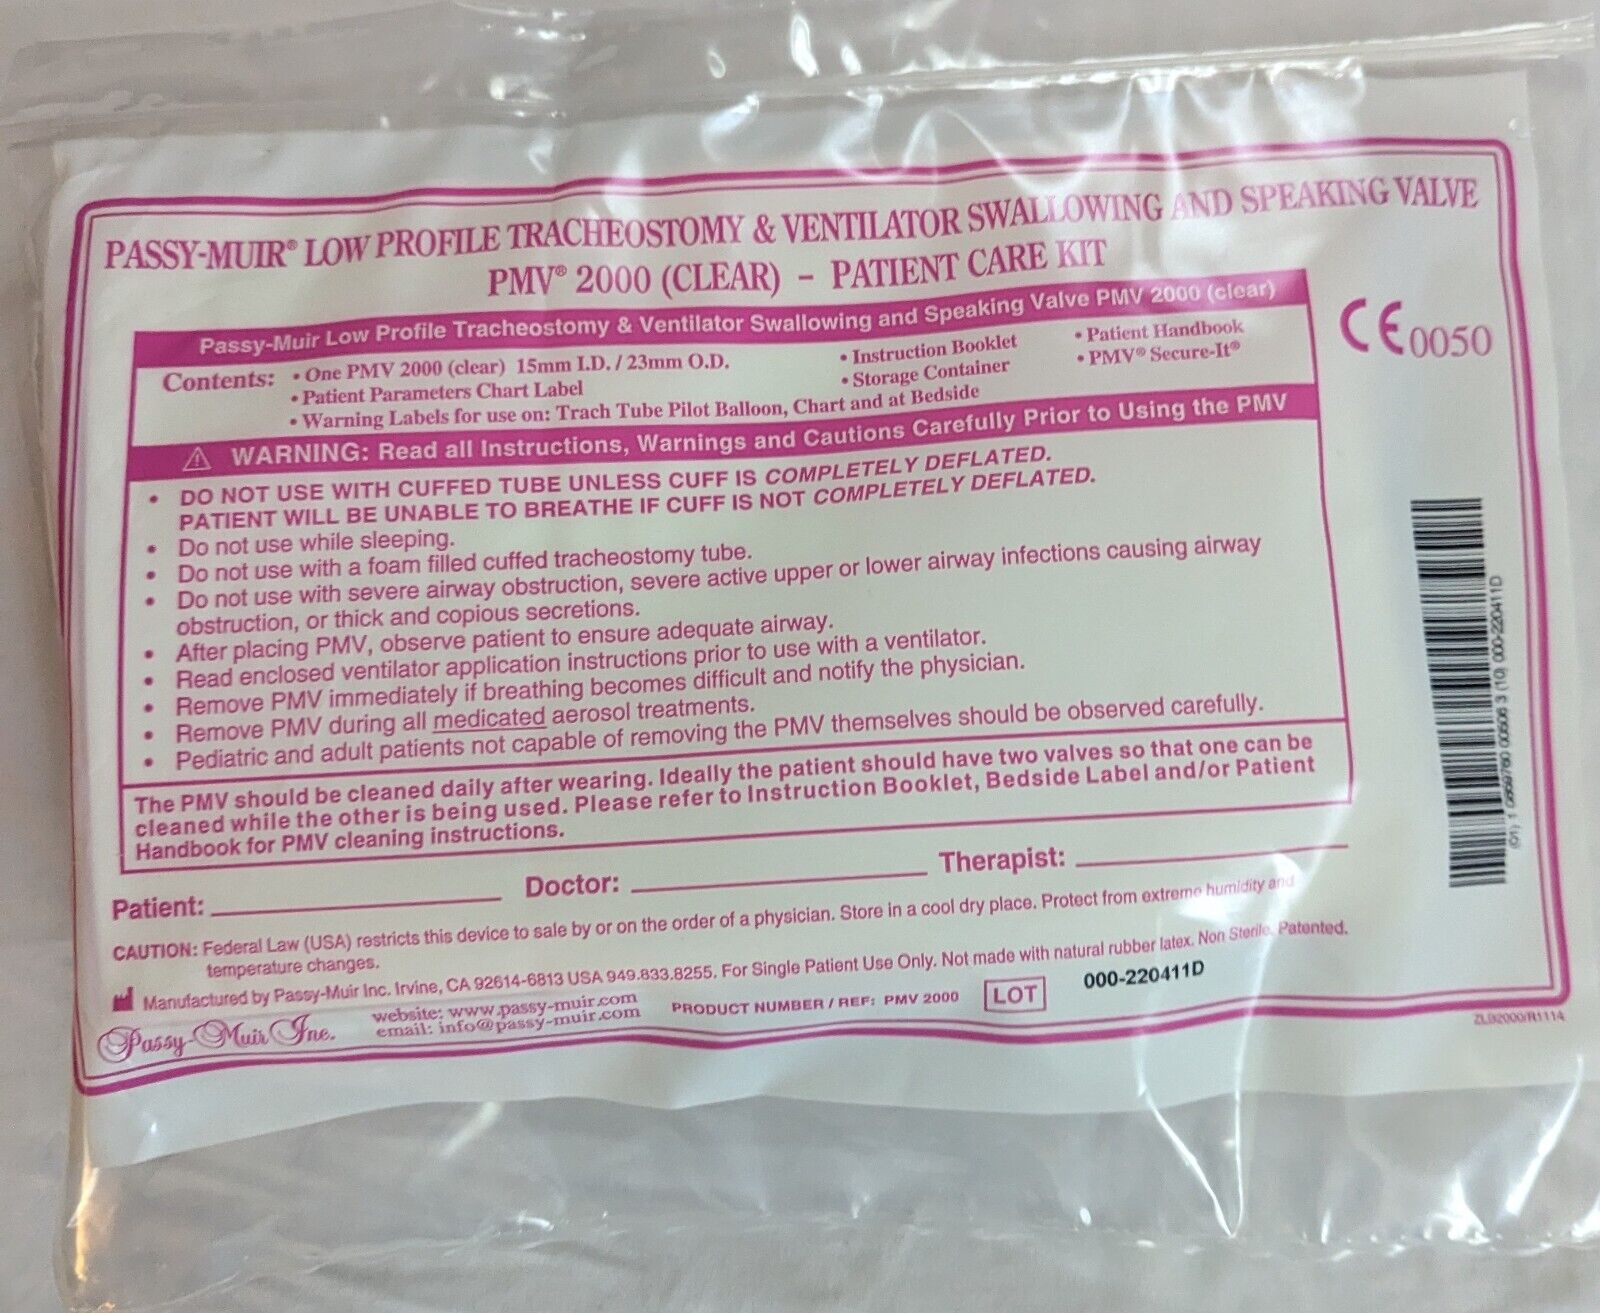 PASSY-MUIR® LOW PROFILE TRACHEOSTOMY & VENTILATOR SWALLOWING AND SPEAKING VALVE
PMV® 2000 (CLEAR) – PATIENT CARE KIT
Passy-Muir Low Profile Tracheostomy & Ventilator Swallowing and Speaking Valve PMV 2000 (clear)
Contents: • One PMV 2000 (clear) 15mm I.D. / 23mm O.D. • Instruction Booklet • Patient Handbook
• Patient Parameters Chart Label • Storage Container • PMV® Secure-It®
• Warning Labels for use on: Trach Tube Pilot Balloon, Chart and at Bedside
CE 0050
⚠ WARNING: Read all Instructions, Warnings and Cautions Carefully Prior to Using the PMV
• DO NOT USE WITH CUFFED TUBE UNLESS CUFF IS COMPLETELY DEFLATED.
PATIENT WILL BE UNABLE TO BREATHE IF CUFF IS NOT COMPLETELY DEFLATED.
• Do not use while sleeping.
• Do not use with a foam filled cuffed tracheostomy tube.
• Do not use with severe airway obstruction, severe active upper or lower airway infections causing airway
obstruction, or thick and copious secretions.
• After placing PMV, observe patient to ensure adequate airway.
• Read enclosed ventilator application instructions prior to use with a ventilator.
• Remove PMV immediately if breathing becomes difficult and notify the physician.
• Remove PMV during all medicated aerosol treatments.
• Pediatric and adult patients not capable of removing the PMV themselves should be observed carefully.
The PMV should be cleaned daily after wearing. Ideally the patient should have two valves so that one can be
cleaned while the other is being used. Please refer to Instruction Booklet, Bedside Label and/or Patient
Handbook for PMV cleaning instructions.
Patient: Doctor: Therapist:
CAUTION: Federal Law (USA) restricts this device to sale by or on the order of a physician. Store in a cool dry place. Protect from extreme humidity and
temperature changes.
Manufactured by Passy-Muir Inc. Irvine, CA 92614-6813 USA 949.833.8255. For Single Patient Use Only. Not made with natural rubber latex. Non Sterile. Patented.
Passy-Muir Inc.
website: www.passy-muir.com
email: info@passy-muir.com
PRODUCT NUMBER / REF: PMV 2000 LOT 000-220411D
ZLB2000/R1114
(10) 000-220411D